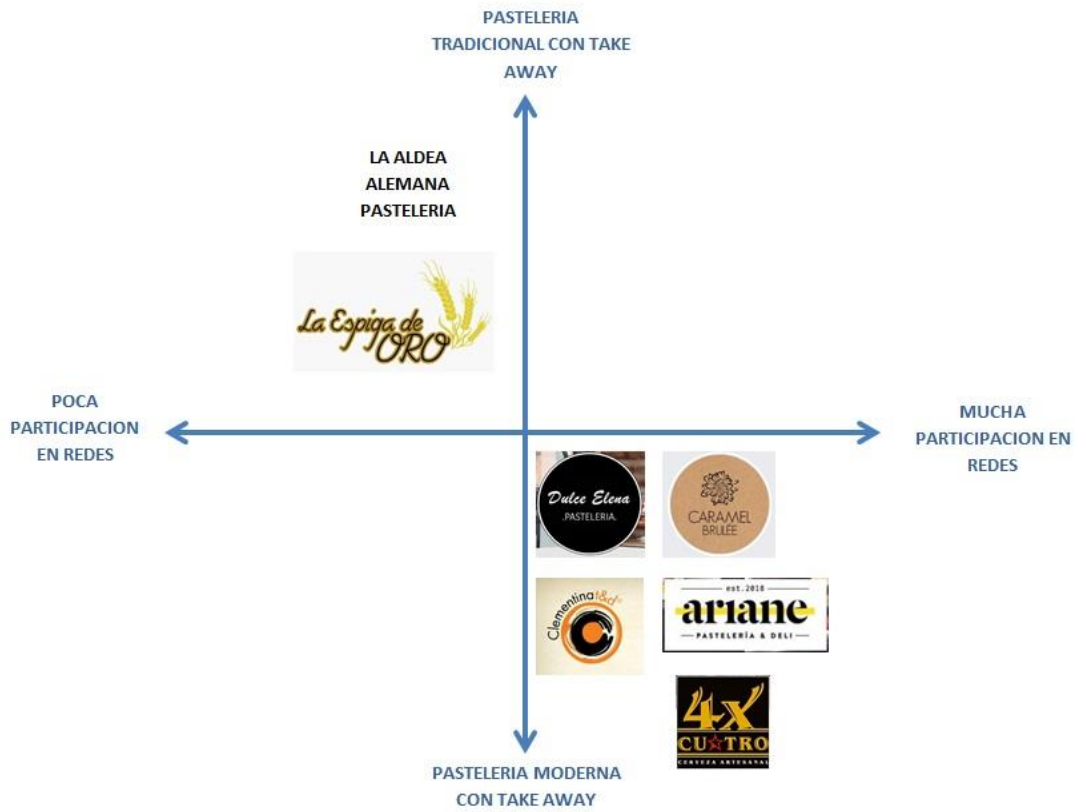 PASTELERIA
TRADICIONAL CON TAKE
AWAY
LA ALDEA
ALEMANA
PASTELERIA
La Espiga de
ORO
POCA
PARTICIPACION
EN REDES
MUCHA
PARTICIPACION EN
REDES
Dulce Elena
.PASTELERIA.
CARAMEL
BRULÉE
Clementina t&d
est.2018
ariane
PASTELERÍA & DELI
4X
CU☆TRO
CERVEZA ARTESANAL
PASTELERIA MODERNA
CON TAKE AWAY